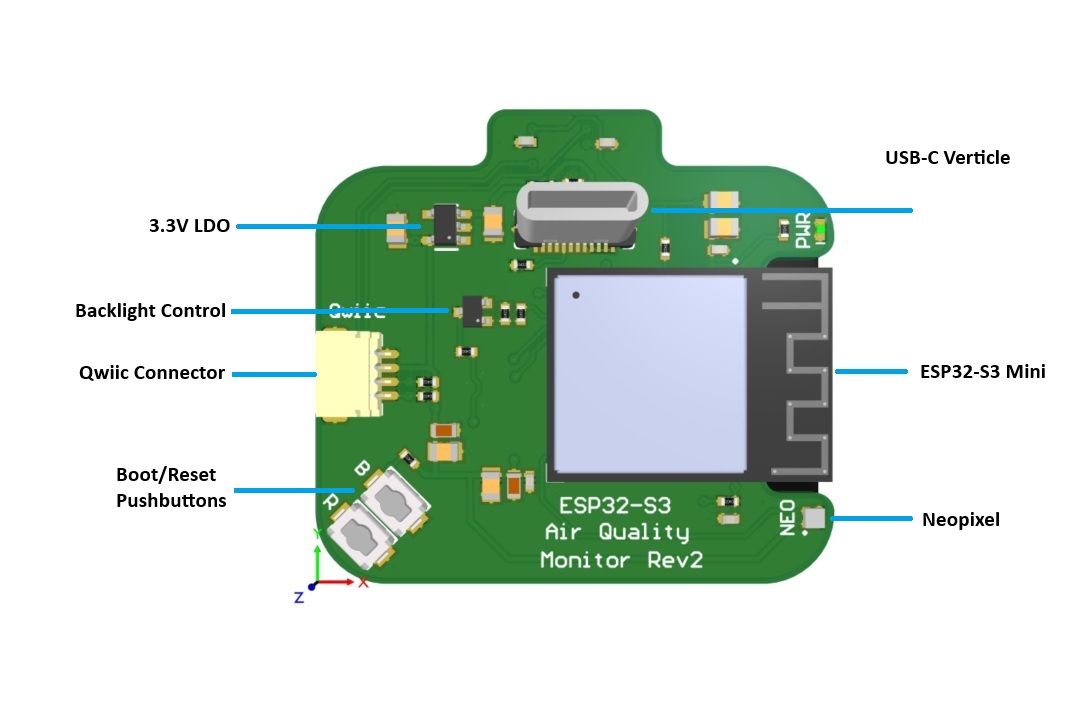 USB-C Verticle
3.3V LDO
PWR
Backlight Control
Qwiic
Qwiic Connector
ESP32-S3 Mini
Boot/Reset
Pushbuttons
B
R
ESP32-S3
Air Quality
Monitor Rev2
NEO
Neopixel
Y
X
Z